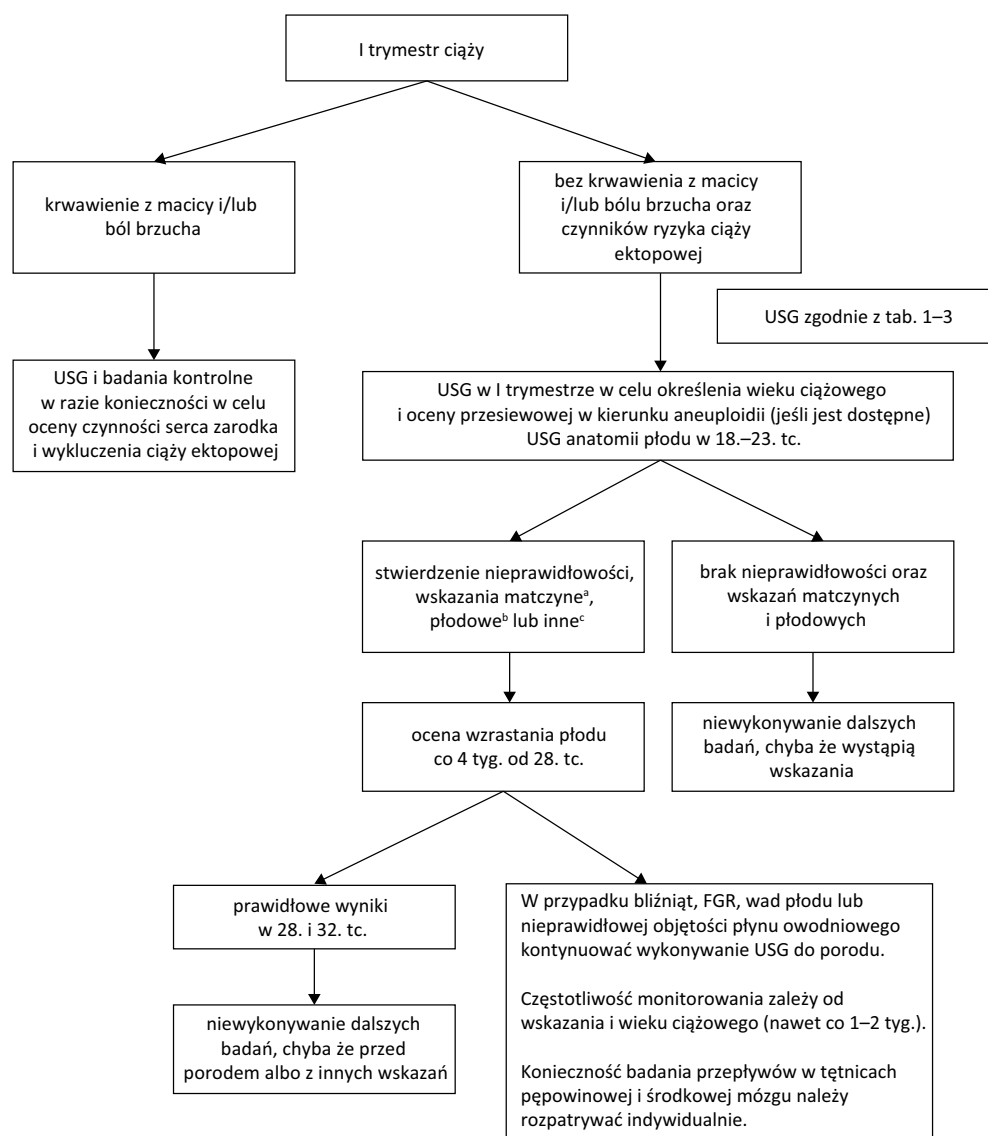 I trymestr ciąży
krwawienie z macicy i/lub
ból brzucha
bez krwawienia z macicy
i/lub bólu brzucha oraz
czynników ryzyka ciąży
ektopowej
USG zgodnie z tab. 1–3
USG i badania kontrolne
w razie konieczności w celu
oceny czynności serca zarodka
i wykluczenia ciąży ektopowej
USG w I trymestrze w celu określenia wieku ciążowego
i oceny przesiewowej w kierunku aneuploidii (jeśli jest dostępne)
USG anatomii płodu w 18.–23. tc.
stwierdzenie nieprawidłowości,
wskazania matczyneᵃ,
płodoweᵇ lub inneᶜ
brak nieprawidłowości oraz
wskazań matczynych
i płodowych
ocena wzrastania płodu
co 4 tyg. od 28. tc.
niewykonywanie dalszych
badań, chyba że wystąpią
wskazania
prawidłowe wyniki
w 28. i 32. tc.
niewykonywanie dalszych
badań, chyba że przed
porodem albo z innych wskazań
W przypadku bliźniąt, FGR, wad płodu lub
nieprawidłowej objętości płynu owodniowego
kontynuować wykonywanie USG do porodu.
Częstotliwość monitorowania zależy od
wskazania i wieku ciążowego (nawet co 1–2 tyg.).
Konieczność badania przepływów w tętnicach
pępowinowej i środkowej mózgu należy
rozpatrywać indywidualnie.